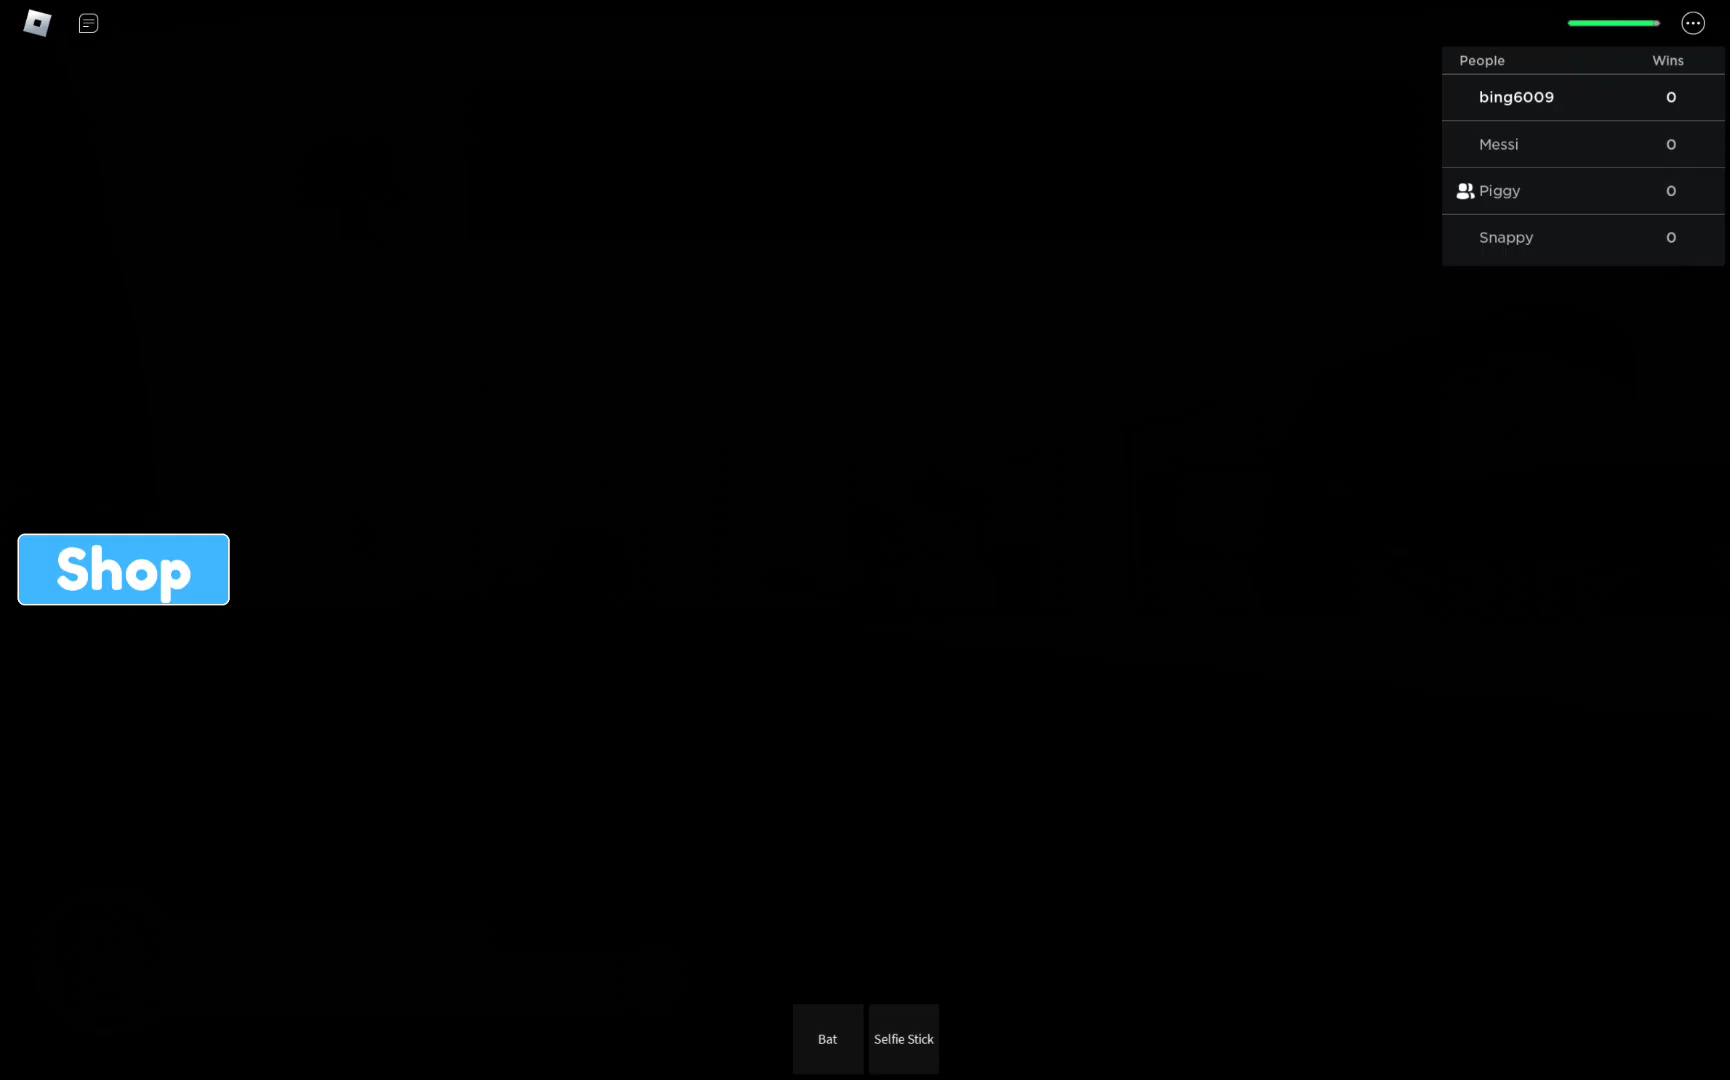 People Wins
bing6009 0
Messi 0
Piggy 0
Snappy 0
Shop
Bat
Selfie Stick